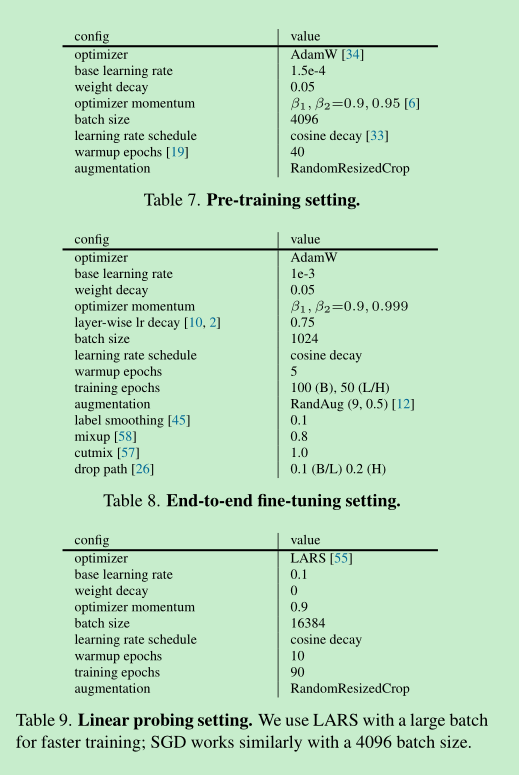 config value
optimizer AdamW [34]
base learning rate 1.5e-4
weight decay 0.05
optimizer momentum β₁, β₂=0.9, 0.95 [6]
batch size 4096
learning rate schedule cosine decay [33]
warmup epochs [19] 40
augmentation RandomResizedCrop
Table 7. Pre-training setting.
config value
optimizer AdamW
base learning rate 1e-3
weight decay 0.05
optimizer momentum β₁, β₂=0.9, 0.999
layer-wise lr decay [10, 2] 0.75
batch size 1024
learning rate schedule cosine decay
warmup epochs 5
training epochs 100 (B), 50 (L/H)
augmentation RandAug (9, 0.5) [12]
label smoothing [45] 0.1
mixup [58] 0.8
cutmix [57] 1.0
drop path [26] 0.1 (B/L) 0.2 (H)
Table 8. End-to-end fine-tuning setting.
config value
optimizer LARS [55]
base learning rate 0.1
weight decay 0
optimizer momentum 0.9
batch size 16384
learning rate schedule cosine decay
warmup epochs 10
training epochs 90
augmentation RandomResizedCrop
Table 9. Linear probing setting. We use LARS with a large batch
for faster training; SGD works similarly with a 4096 batch size.